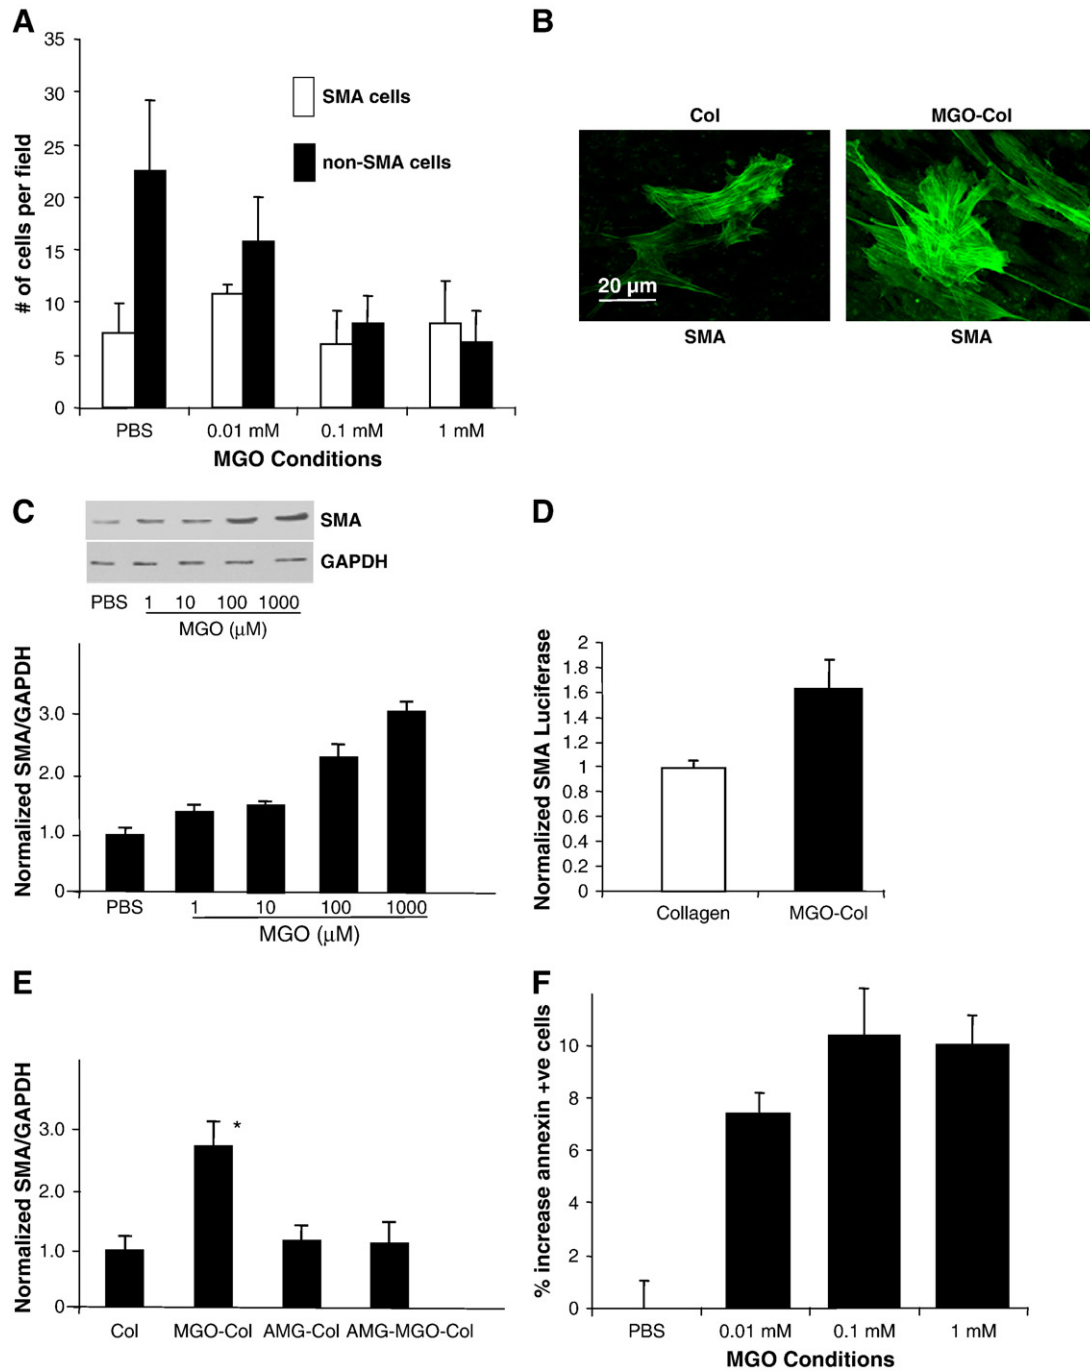 A
35
30
25
20
15
10
5
0
# of cells per field
SMA cells
non-SMA cells
PBS
0.01 mM
0.1 mM
1 mM
MGO Conditions
B
Col
MGO-Col
20 µm
SMA
SMA
C
SMA
GAPDH
PBS 1 10 100 1000
MGO (µM)
Normalized SMA/GAPDH
3.0
2.0
1.0
0
PBS 1 10 100 1000
MGO (µM)
D
Normalized SMA Luciferase
2
1.8
1.6
1.4
1.2
1
0.8
0.6
0.4
0.2
0
Collagen
MGO-Col
E
Normalized SMA/GAPDH
3.0
2.0
1.0
0
*
Col
MGO-Col
AMG-Col
AMG-MGO-Col
F
% increase annexin +ve cells
10
8
6
4
2
0
PBS
0.01 mM
0.1 mM
1 mM
MGO Conditions